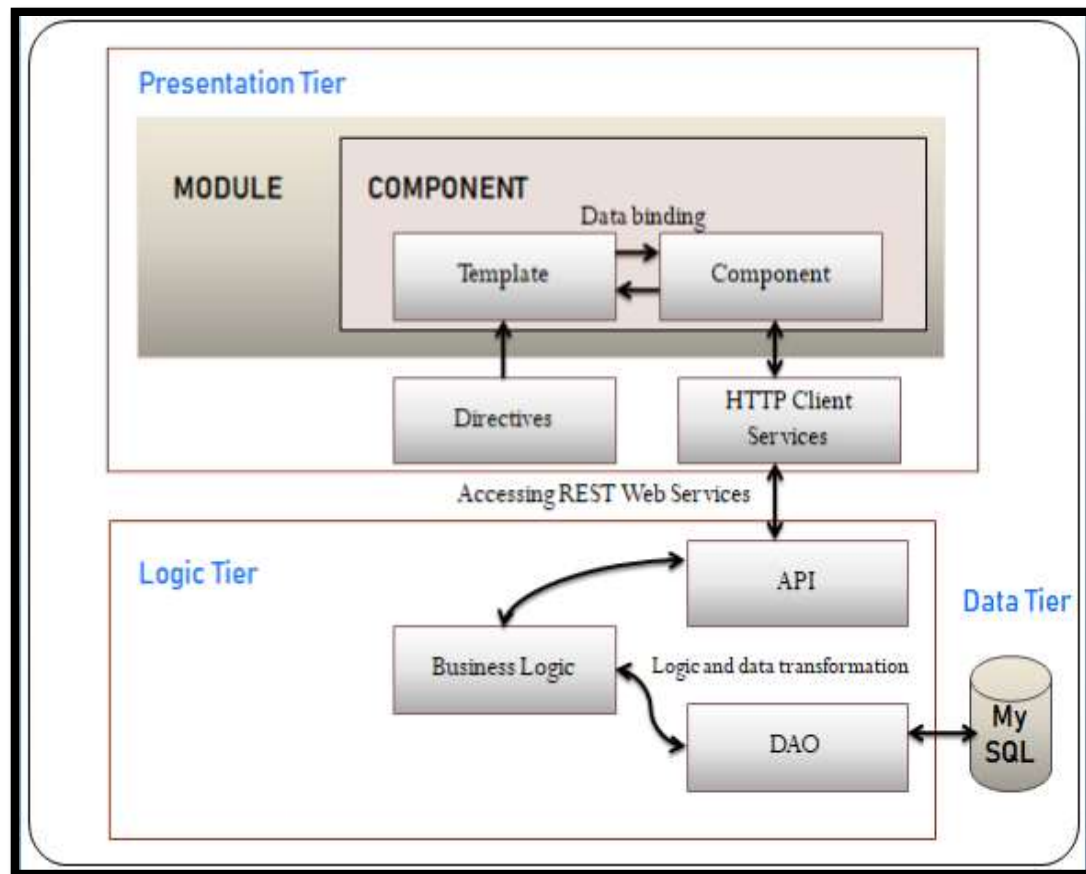 Presentation Tier
MODULE
COMPONENT
Data binding
Template
Component
Directives
HTTP Client
Services
Accessing REST Web Services
Logic Tier
API
Data Tier
Business Logic
Logic and data transformation
DAO
My
SQL